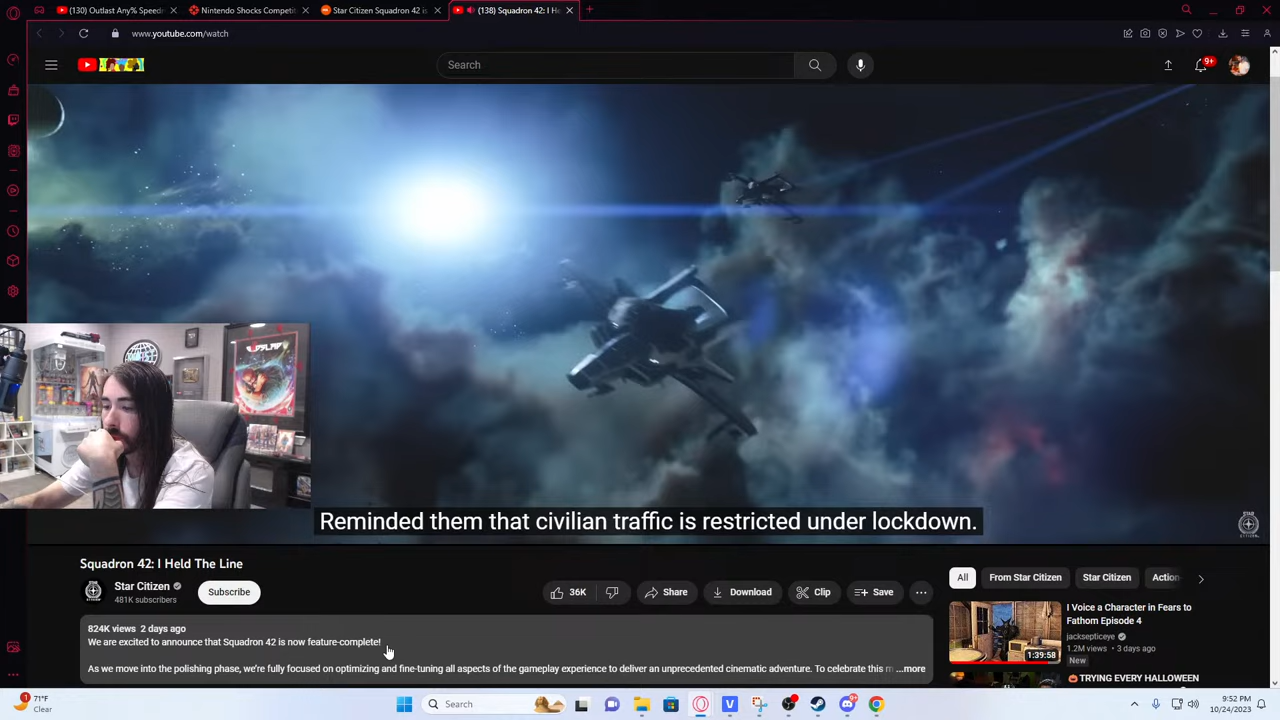 (130) Outlast Any% Speedr
Nintendo Shocks Competit
Star Citizen Squadron 42 is
(138) Squadron 42: I He
www.youtube.com/watch
Search
9+
Reminded them that civilian traffic is restricted under lockdown.
STAR CITIZEN
Squadron 42: I Held The Line
Star Citizen
481K subscribers
Subscribe
36K
Share
Download
Clip
Save
All
From Star Citizen
Star Citizen
Action
824K views 2 days ago
We are excited to announce that Squadron 42 is now feature-complete!
As we move into the polishing phase, we're fully focused on optimizing and fine-tuning all aspects of the gameplay experience to deliver an unprecedented cinematic adventure. To celebrate this m ...more
I Voice a Character in Fears to
Fathom Episode 4
jacksepticeye
1.2M views • 3 days ago
New
1:39:58
TRYING EVERY HALLOWEEN
71°F
Clear
Search
9:52 PM
10/24/2023